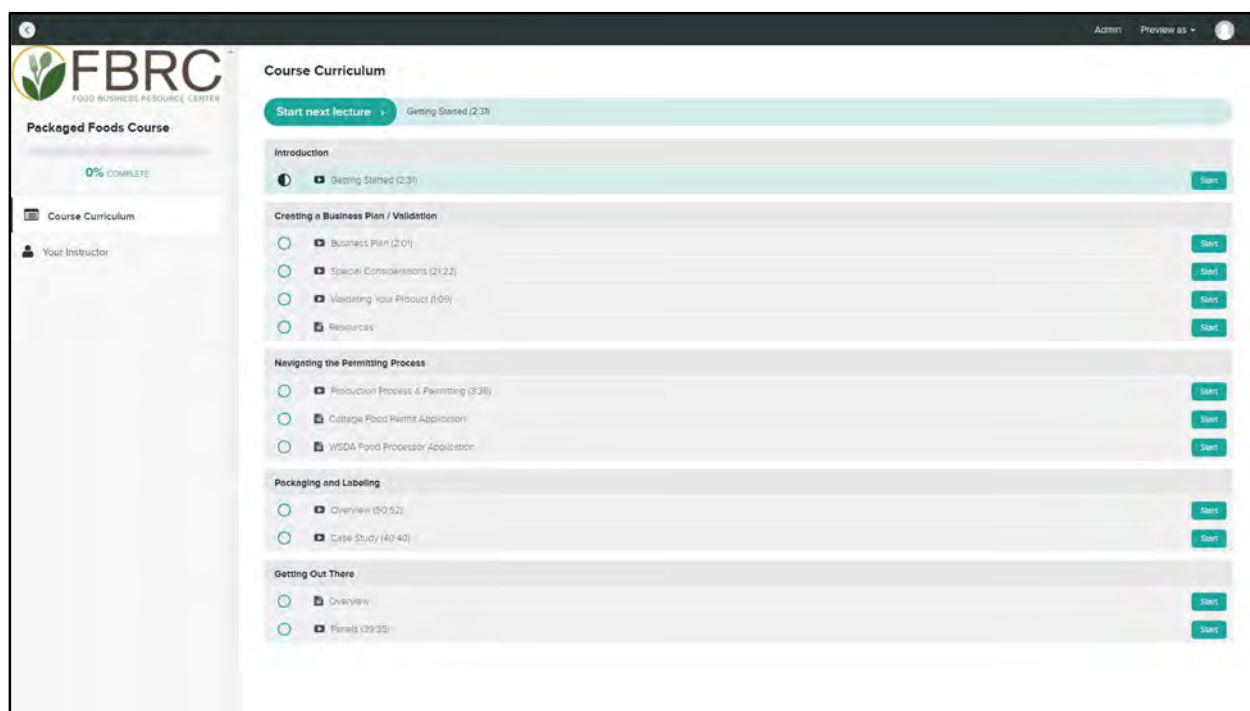 Admin Preview as
FBRC
FOOD BUSINESS RESOURCE CENTER
Packaged Foods Course
0% COMPLETE
Course Curriculum
Your Instructor
Course Curriculum
Start next lecture › Getting Started (2:31)
Introduction
Getting Started (2:31) Start
Creating a Business Plan / Validation
Business Plan (2:01) Start
Special Considerations (21:22) Start
Validating Your Product (1:09) Start
Resources Start
Navigating the Permitting Process
Production Process & Permitting (3:39) Start
Cottage Food Permit Application Start
WSDA Food Processor Application Start
Packaging and Labeling
Overview (50:52) Start
Case Study (40:40) Start
Getting Out There
Overview Start
Panels Start